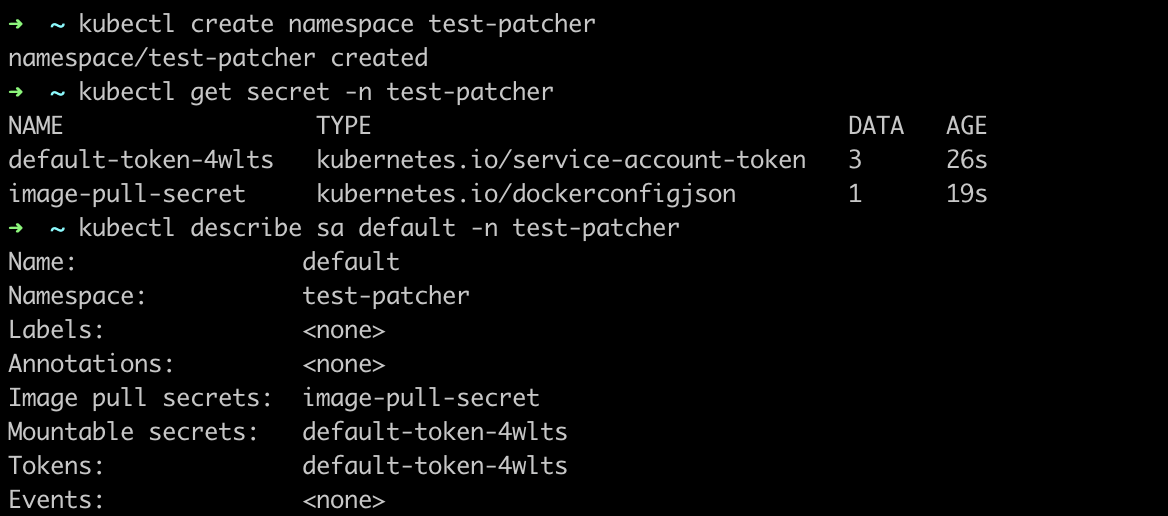 ➜  ~ kubectl create namespace test-patcher
namespace/test-patcher created
➜  ~ kubectl get secret -n test-patcher
NAME                  TYPE                                  DATA   AGE
default-token-4wlts   kubernetes.io/service-account-token   3      26s
image-pull-secret     kubernetes.io/dockerconfigjson        1      19s
➜  ~ kubectl describe sa default -n test-patcher
Name:                default
Namespace:           test-patcher
Labels:              <none>
Annotations:         <none>
Image pull secrets:  image-pull-secret
Mountable secrets:   default-token-4wlts
Tokens:              default-token-4wlts
Events:              <none>